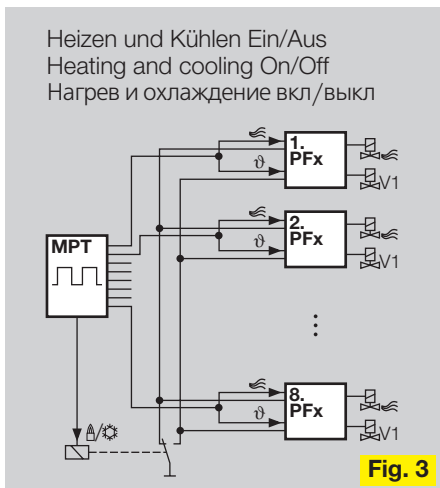 Heizen und Kühlen Ein/Aus
Heating and cooling On/Off
Нагрев и охлаждение вкл/выкл
1.
PFx
ϑ
V1
MPT
2.
PFx
ϑ
V1
8.
PFx
ϑ
V1
Fig. 3